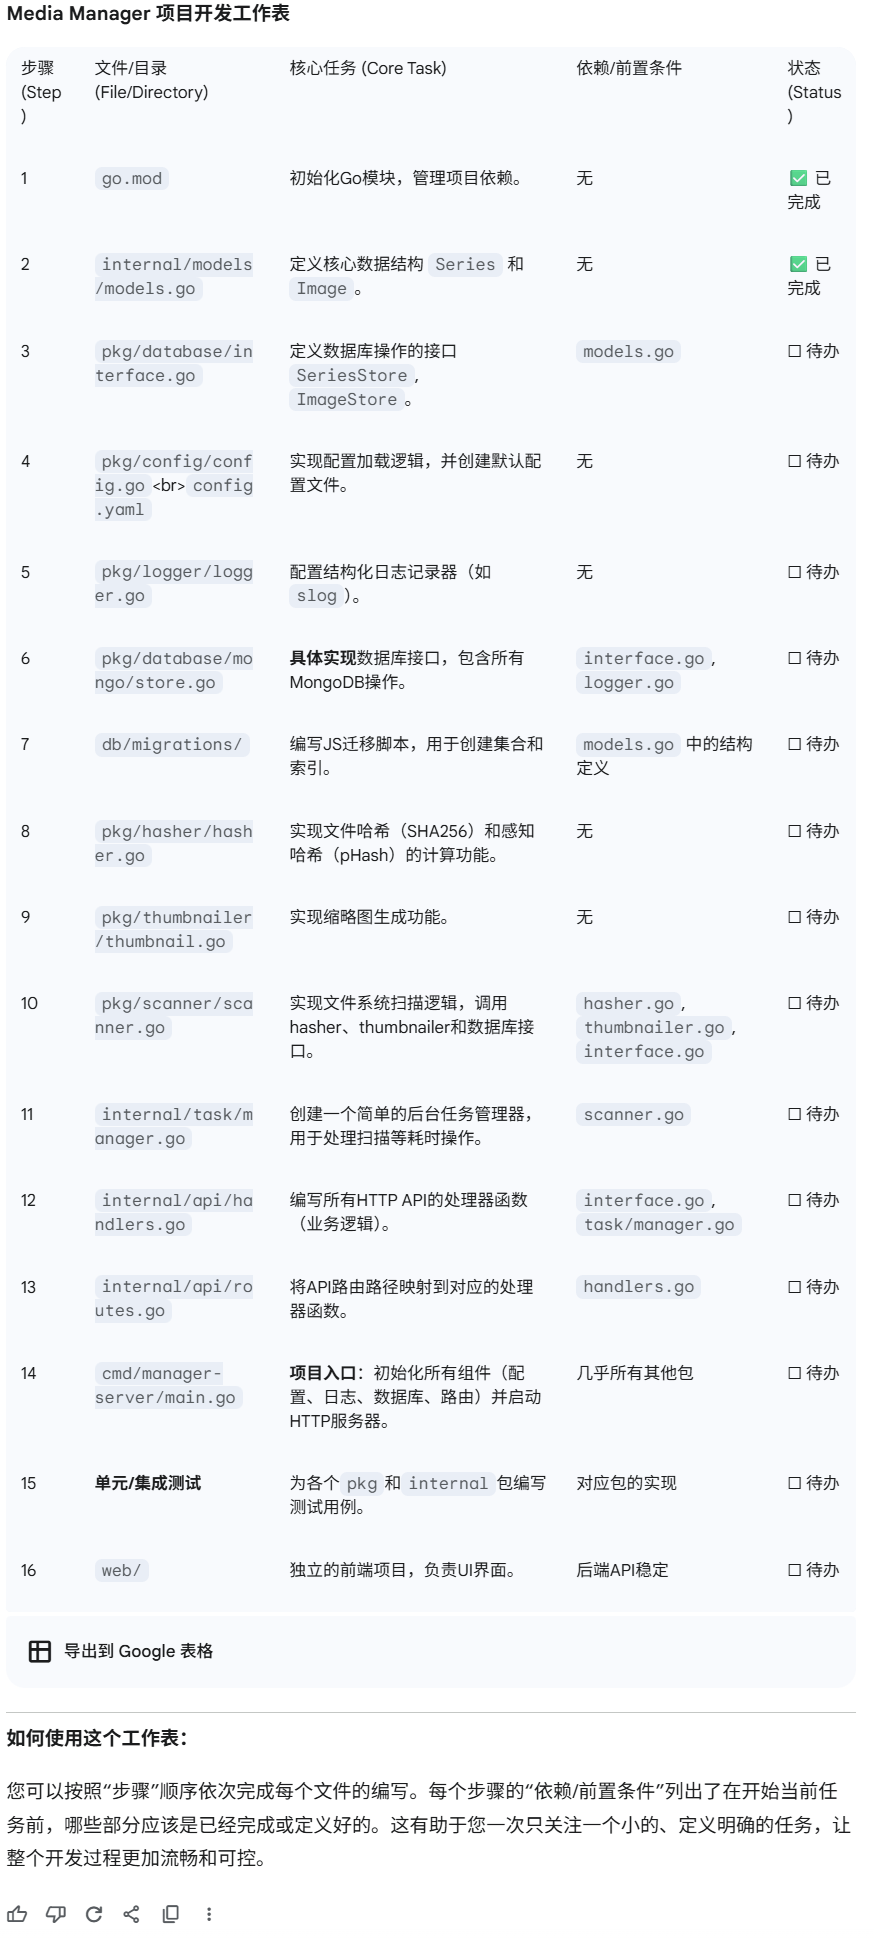 Media Manager 项目开发工作表
步骤 (Step) 文件/目录 (File/Directory) 核心任务 (Core Task) 依赖/前置条件 状态 (Status)
1 go.mod 初始化Go模块，管理项目依赖。 无 ✅ 已完成
2 internal/models/models.go 定义核心数据结构 Series 和 Image。 无 ✅ 已完成
3 pkg/database/interface.go 定义数据库操作的接口 SeriesStore, ImageStore。 models.go ☐ 待办
4 pkg/config/config.go<br>config.yaml 实现配置加载逻辑，并创建默认配置文件。 无 ☐ 待办
5 pkg/logger/logger.go 配置结构化日志记录器（如 slog）。 无 ☐ 待办
6 pkg/database/mongo/store.go 具体实现数据库接口，包含所有MongoDB操作。 interface.go, logger.go ☐ 待办
7 db/migrations/ 编写JS迁移脚本，用于创建集合和索引。 models.go 中的结构定义 ☐ 待办
8 pkg/hasher/hasher.go 实现文件哈希（SHA256）和感知哈希（pHash）的计算功能。 无 ☐ 待办
9 pkg/thumbnailer/thumbnail.go 实现缩略图生成功能。 无 ☐ 待办
10 pkg/scanner/scanner.go 实现文件系统扫描逻辑，调用hasher、thumbnailer和数据库接口。 hasher.go, thumbnailer.go, interface.go ☐ 待办
11 internal/task/manager.go 创建一个简单的后台任务管理器，用于处理扫描等耗时操作。 scanner.go ☐ 待办
12 internal/api/handlers.go 编写所有HTTP API的处理器函数（业务逻辑）。 interface.go, task/manager.go ☐ 待办
13 internal/api/routes.go 将API路由路径映射到对应的处理器函数。 handlers.go ☐ 待办
14 cmd/manager-server/main.go 项目入口：初始化所有组件（配置、日志、数据库、路由）并启动HTTP服务器。 几乎所有其他包 ☐ 待办
15 单元/集成测试 为各个 pkg 和 internal 包编写测试用例。 对应包的实现 ☐ 待办
16 web/ 独立的前端项目，负责UI界面。 后端API稳定 ☐ 待办
导出到 Google 表格
如何使用这个工作表：
您可以按照“步骤”顺序依次完成每个文件的编写。每个步骤的“依赖/前置条件”列出了在开始当前任
务前，哪些部分应该是已经完成或定义好的。这有助于您一次只关注一个小的、定义明确的任务，让
整个开发过程更加流畅和可控。